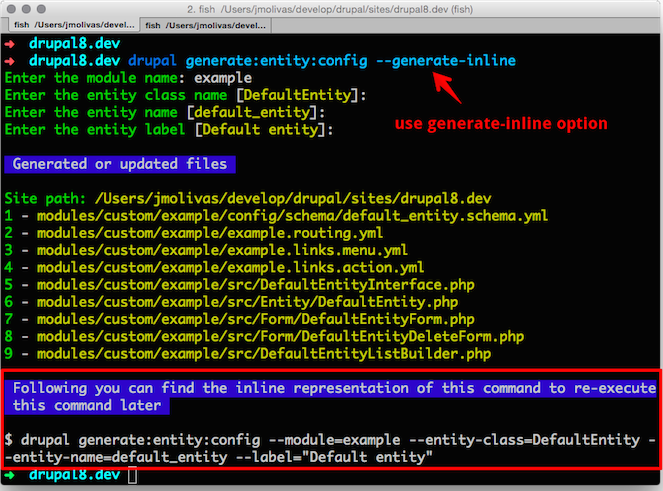 2. fish /Users/jmolivas/develop/drupal/sites/drupal8.dev (fish)
fish /Users/jmolivas/devel... fish /Users/jmolivas/devel...
➜ drupal8.dev
➜ drupal8.dev drupal generate:entity:config --generate-inline
Enter the module name: example
Enter the entity class name [DefaultEntity]:
Enter the entity name [default_entity]:
Enter the entity label [Default entity]:
use generate-inline option
Generated or updated files
Site path: /Users/jmolivas/develop/drupal/sites/drupal8.dev
1 - modules/custom/example/config/schema/default_entity.schema.yml
2 - modules/custom/example/example.routing.yml
3 - modules/custom/example/example.links.menu.yml
4 - modules/custom/example/example.links.action.yml
5 - modules/custom/example/src/DefaultEntityInterface.php
6 - modules/custom/example/src/Entity/DefaultEntity.php
7 - modules/custom/example/src/Form/DefaultEntityForm.php
8 - modules/custom/example/src/Form/DefaultEntityDeleteForm.php
9 - modules/custom/example/src/DefaultEntityListBuilder.php
Following you can find the inline representation of this command to re-execute
this command later
$ drupal generate:entity:config --module=example --entity-class=DefaultEntity -
-entity-name=default_entity --label="Default entity"
➜ drupal8.dev